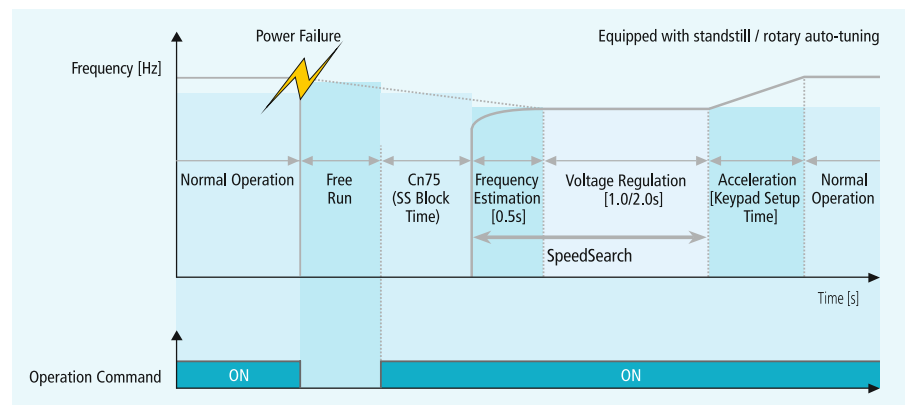 Power Failure
Equipped with standstill / rotary auto-tuning
Frequency [Hz]
Normal Operation
Free
Run
Cn75
(SS Block
Time)
Frequency
Estimation
[0.5s]
Voltage Regulation
[1.0/2.0s]
Acceleration
[Keypad Setup
Time]
Normal
Operation
SpeedSearch
Time [s]
Operation Command
ON
ON